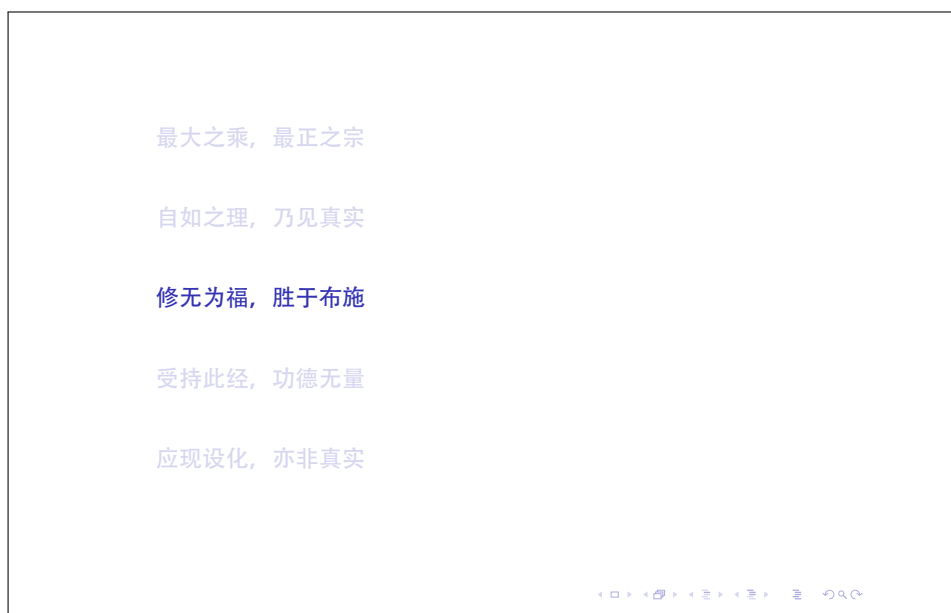 最大之乘，最正之宗
自如之理，乃见真实
修无为福，胜于布施
受持此经，功德无量
应现设化，亦非真实